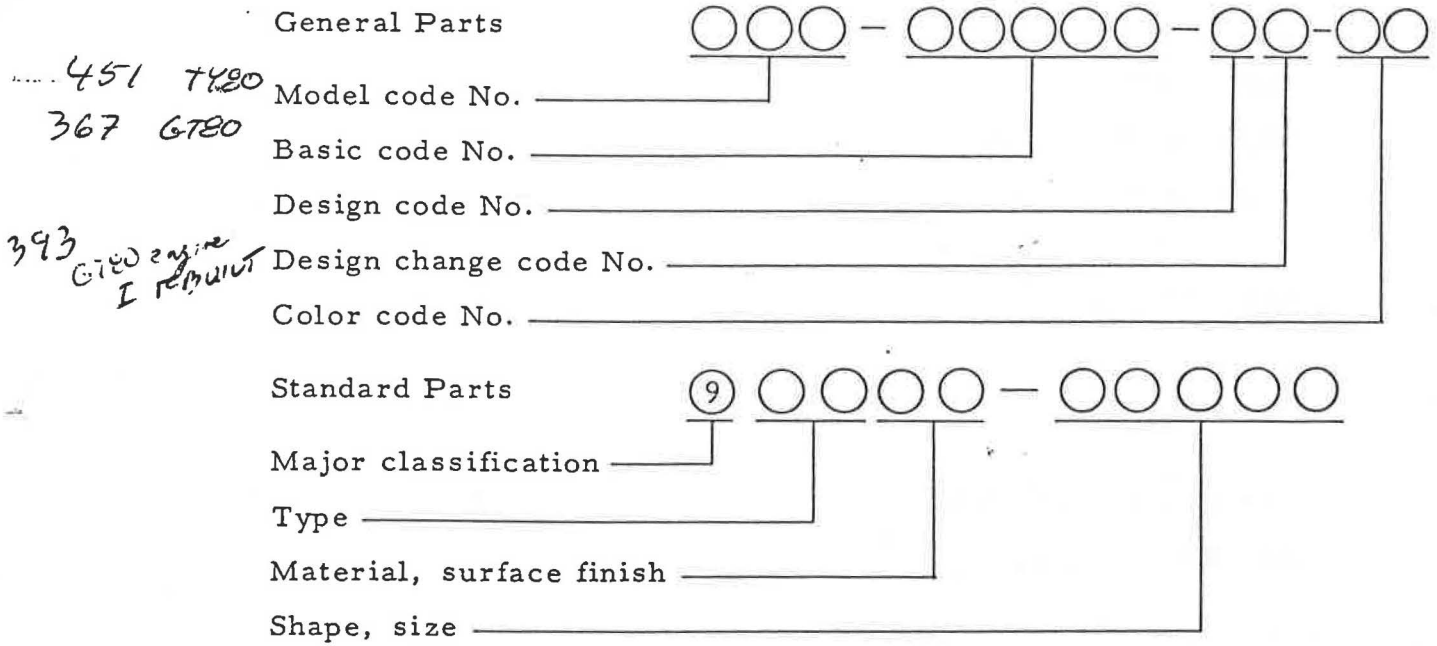 General Parts
451 TY80
Model code No.
367 GT80
Basic code No.
Design code No.
393
GT80 engine
I REBUILT
Design change code No.
Color code No.
Standard Parts 9
Major classification
Type
Material, surface finish
Shape, size